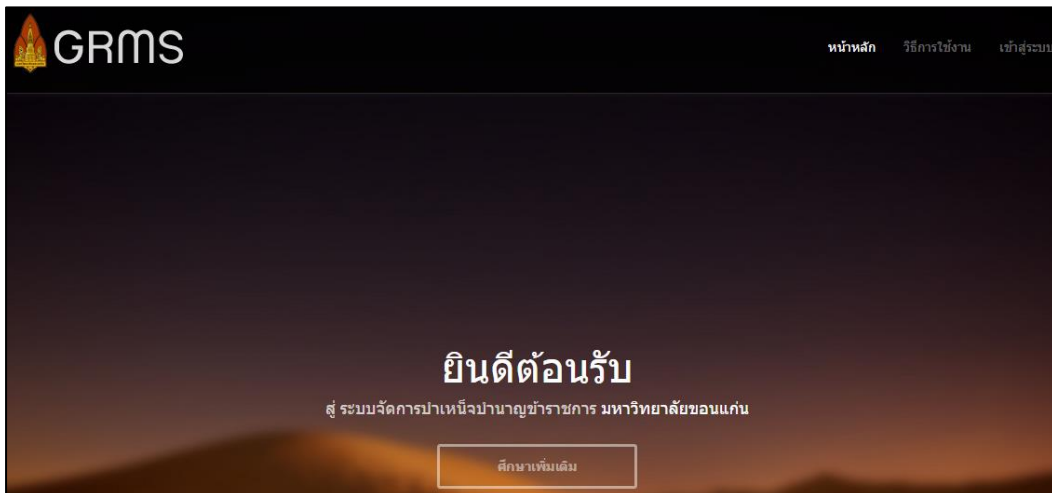 GRMS
หน้าหลัก วิธีการใช้งาน เข้าสู่ระบบ
ยินดีต้อนรับ
สู่ ระบบจัดการบำเหน็จบำนาญข้าราชการ มหาวิทยาลัยขอนแก่น
ศึกษาเพิ่มเติม